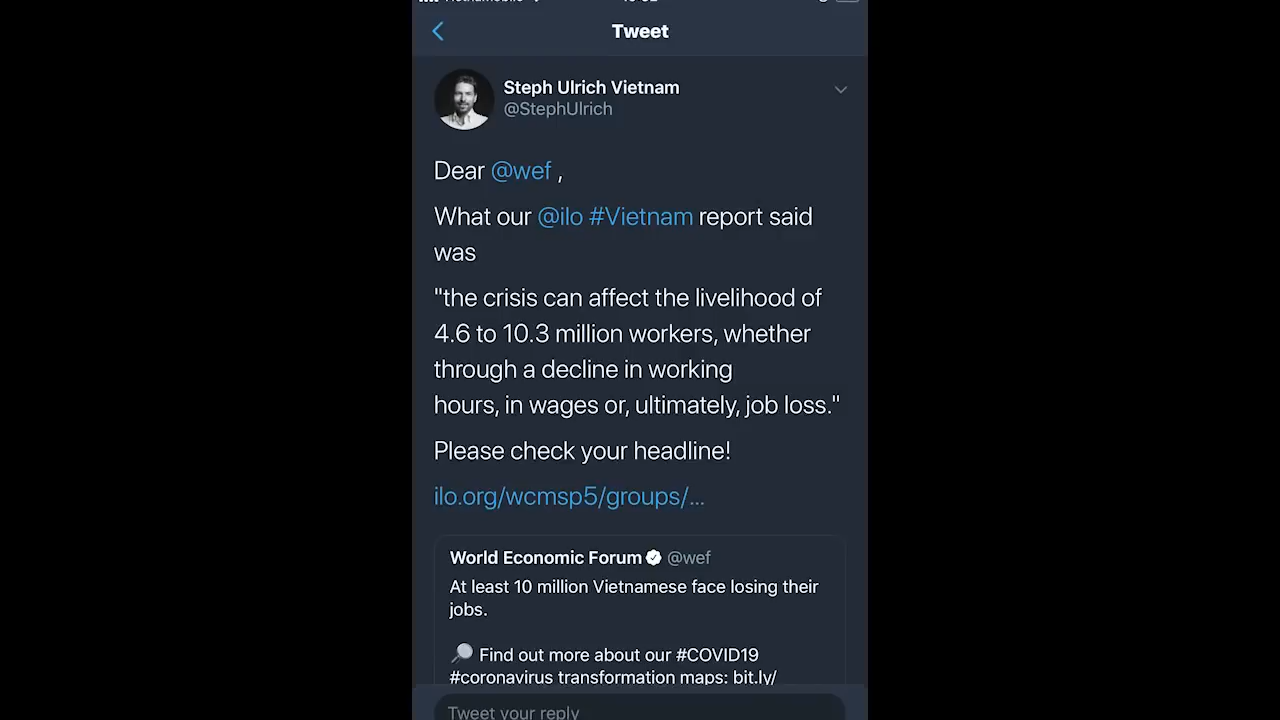 Tweet
Steph Ulrich Vietnam
@StephUlrich
Dear @wef ,
What our @ilo #Vietnam report said
was
"the crisis can affect the livelihood of
4.6 to 10.3 million workers, whether
through a decline in working
hours, in wages or, ultimately, job loss."
Please check your headline!
ilo.org/wcmsp5/groups/...
World Economic Forum @wef
At least 10 million Vietnamese face losing their
jobs.
Find out more about our #COVID19
#coronavirus transformation maps: bit.ly/
Tweet your reply